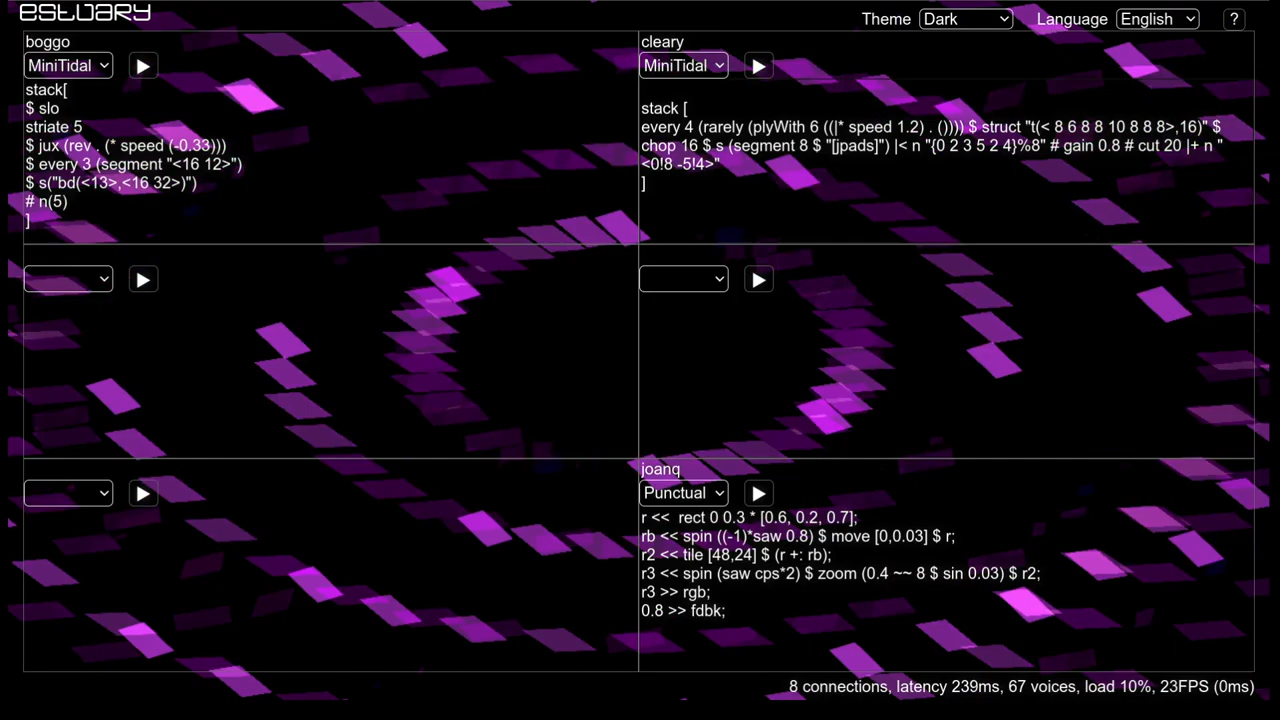 estuary
Theme Dark Language English ?
boggo
MiniTidal
stack[
$ slo
striate 5
$ jux (rev . (* speed (-0.33)))
$ every 3 (segment "<16 12>")
$ s("bd(<13>,<16 32>)")
# n(5)
]
cleary
MiniTidal
stack [
every 4 (rarely (plyWith 6 ((|* speed 1.2) . ()))) $ struct "t(< 8 6 8 8 10 8 8 8>,16)" $
chop 16 $ s (segment 8 $ "[jpads]") |< n "{0 2 3 5 2 4}%8" # gain 0.8 # cut 20 |+ n "
<0!8 -5!4>"
]
joanq
Punctual
r << rect 0 0.3 * [0.6, 0.2, 0.7];
rb << spin ((-1)*saw 0.8) $ move [0,0.03] $ r;
r2 << tile [48,24] $ (r +: rb);
r3 << spin (saw cps*2) $ zoom (0.4 ~~ 8 $ sin 0.03) $ r2;
r3 >> rgb;
0.8 >> fdbk;
8 connections, latency 239ms, 67 voices, load 10%, 23FPS (0ms)